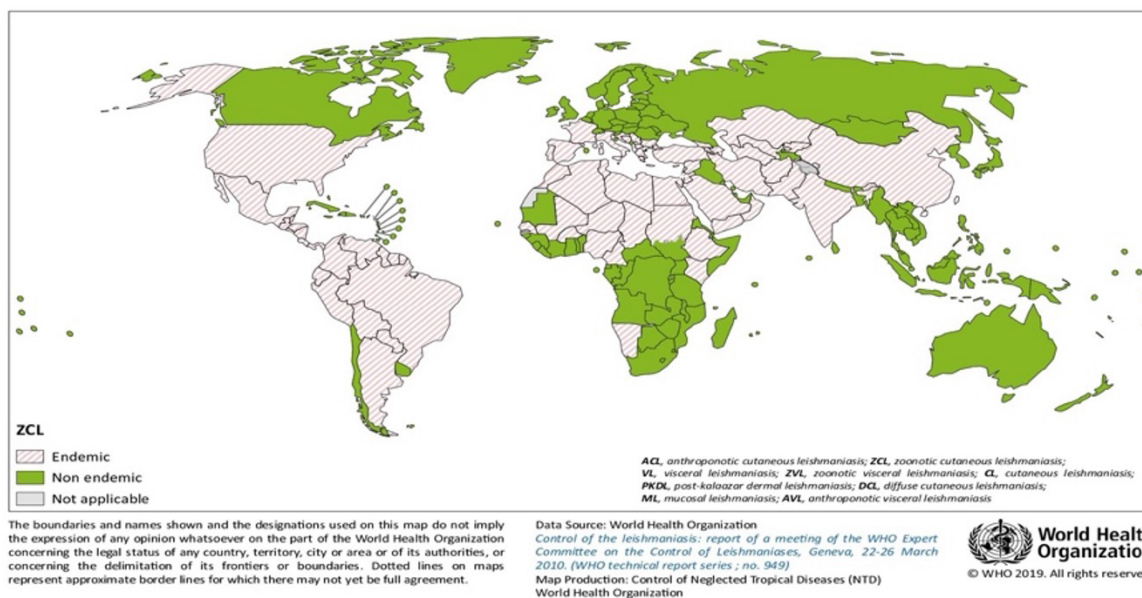 ZCL
Endemic
Non endemic
Not applicable
ACL, anthroponotic cutaneous leishmaniasis; ZCL, zoonotic cutaneous leishmaniasis;
VL, visceral leishmaniasis; ZVL, zoonotic visceral leishmaniasis; CL, cutaneous leishmaniasis;
PKDL, post-kalaazar dermal leishmaniasis; DCL, diffuse cutaneous leishmaniasis;
ML, mucosal leishmaniasis; AVL, anthroponotic visceral leishmaniasis
The boundaries and names shown and the designations used on this map do not imply
the expression of any opinion whatsoever on the part of the World Health Organization
concerning the legal status of any country, territory, city or area or of its authorities, or
concerning the delimitation of its frontiers or boundaries. Dotted lines on maps
represent approximate border lines for which there may not yet be full agreement.
Data Source: World Health Organization
Control of the leishmaniasis: report of a meeting of the WHO Expert
Committee on the Control of Leishmaniases, Geneva, 22-26 March
2010. (WHO technical report series ; no. 949)
Map Production: Control of Neglected Tropical Diseases (NTD)
World Health Organization
World Healt
Organizatio
© WHO 2019. All rights reserve